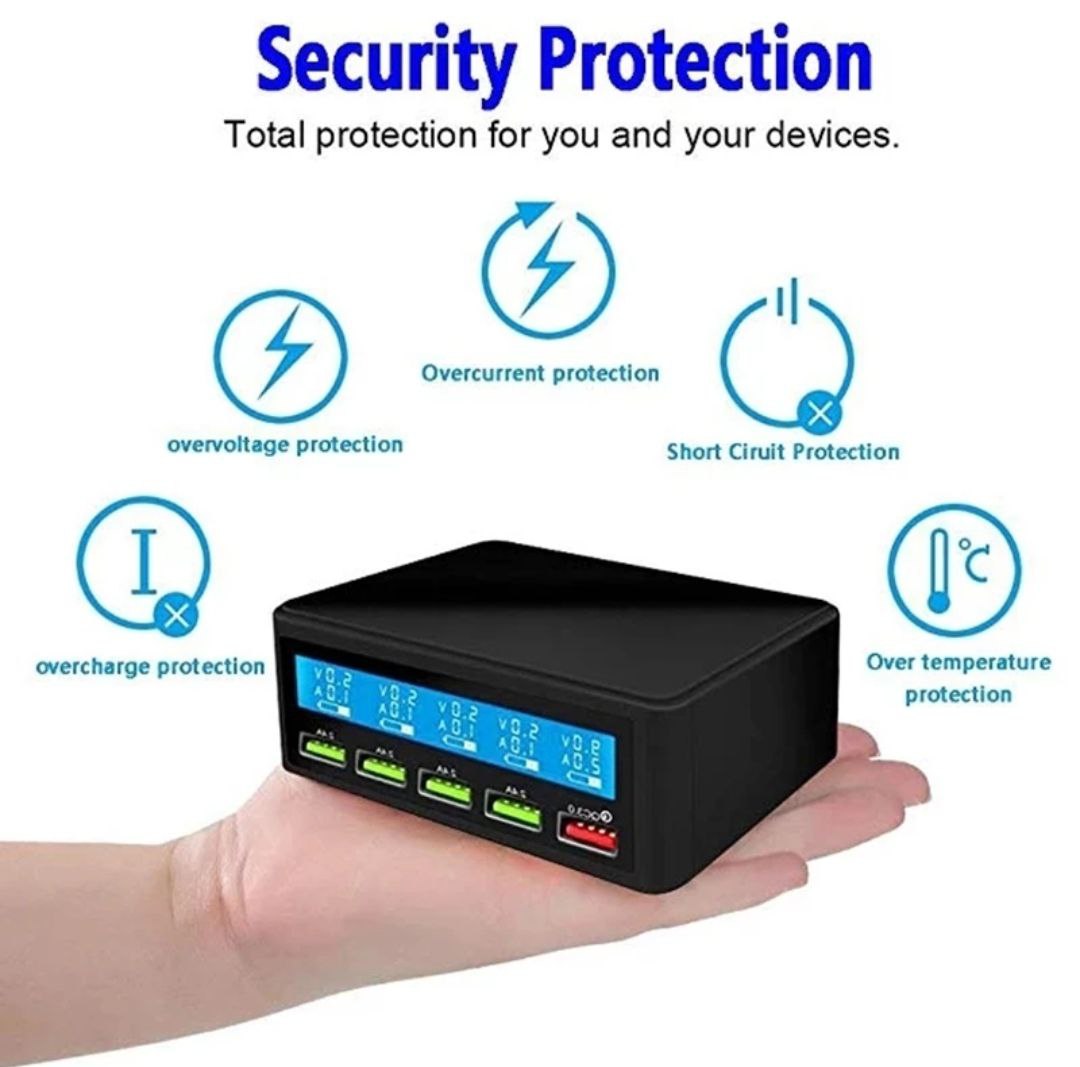 Security Protection
Total protection for you and your devices.
Overcurrent protection
overvoltage protection
Short Ciruit Protection
overcharge protection
Over temperature
protection
°C